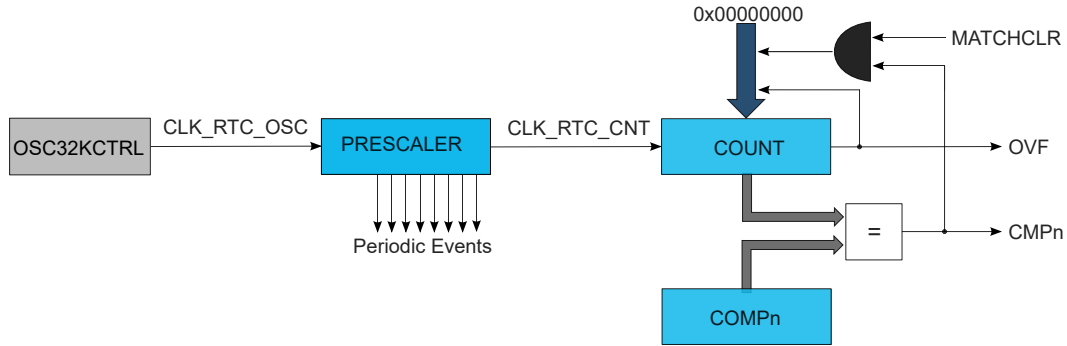 0x00000000
MATCHCLR
OSC32KCTRL
CLK_RTC_OSC
PRESCALER
CLK_RTC_CNT
COUNT
OVF
Periodic Events
=
CMPn
COMPn